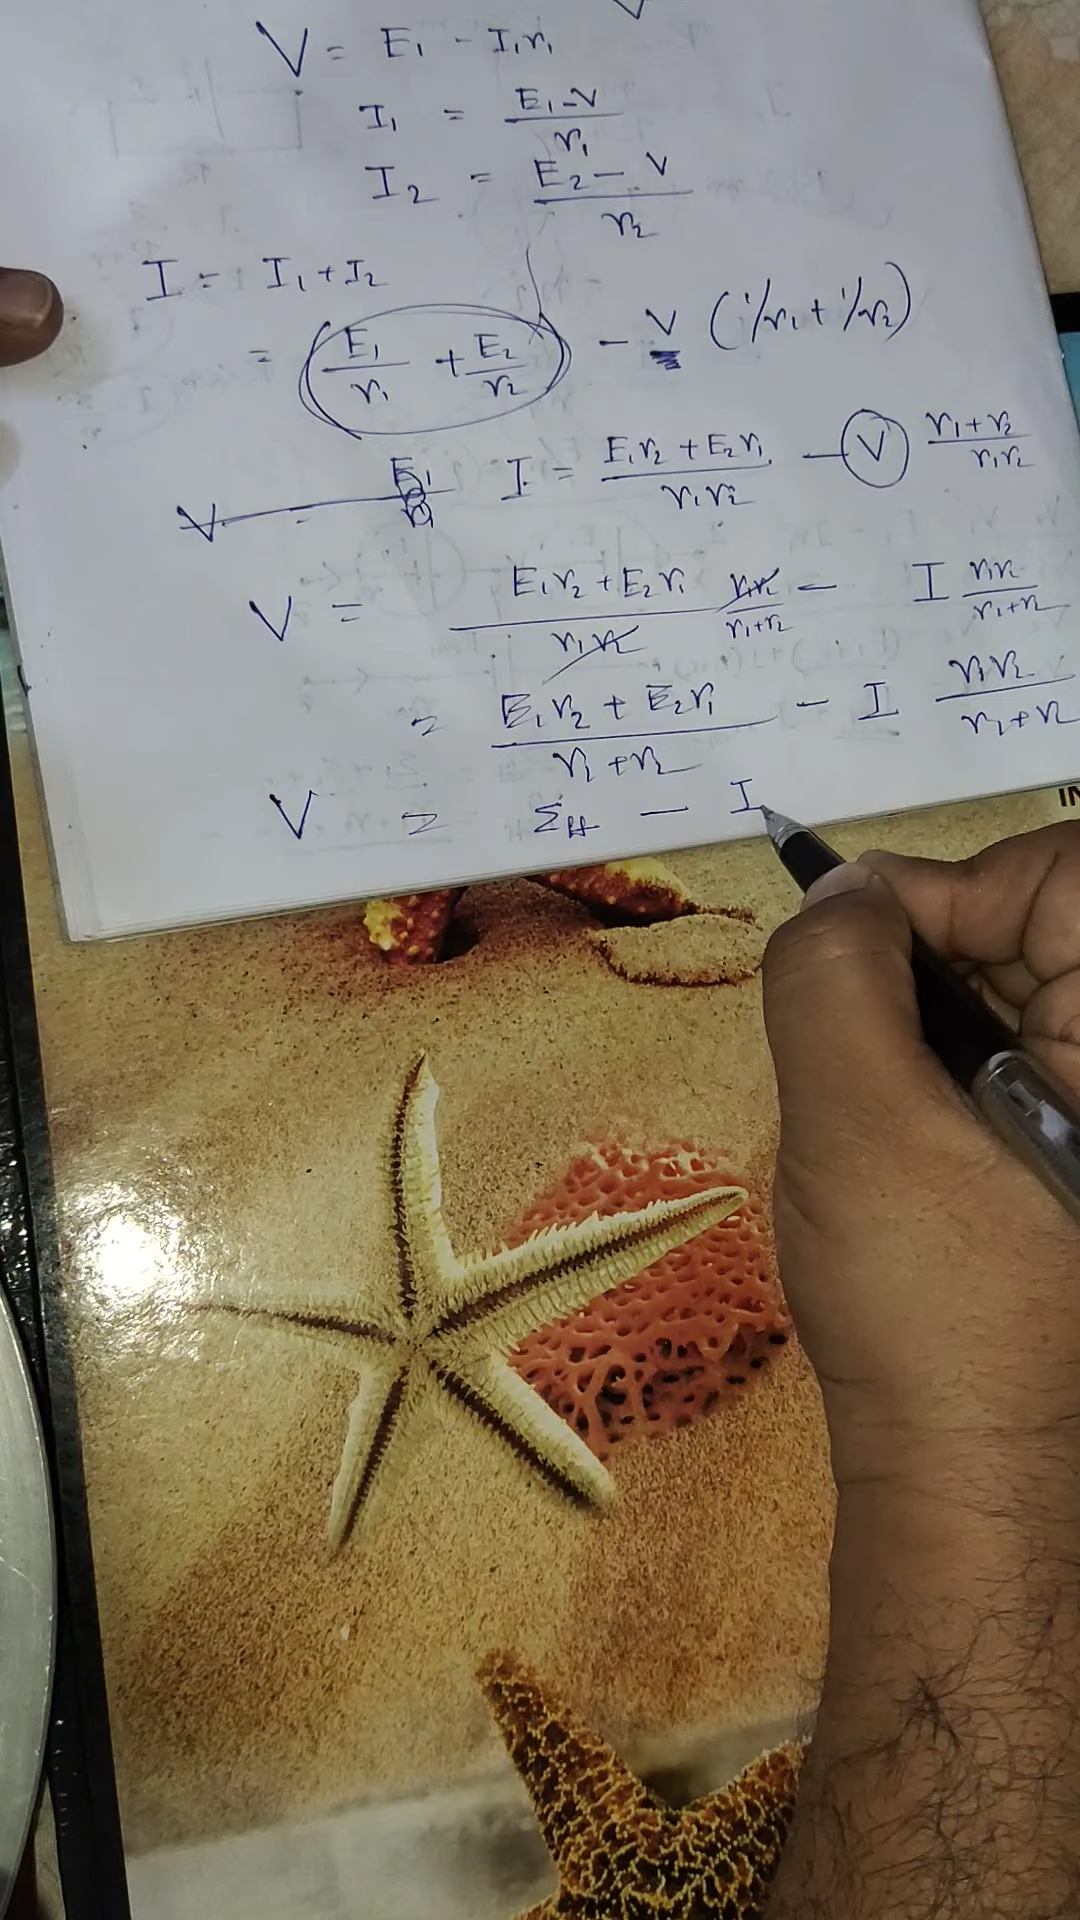 V = E₁ - I₁r₁
I₁ = (E₁ - V)/r₁
I₂ = (E₂ - V)/r₂
I = I₁ + I₂
= (E₁/r₁ + E₂/r₂) - V (1/r₁ + 1/r₂)
I = (E₁r₂ + E₂r₁)/(r₁r₂) - V (r₁+r₂)/(r₁r₂)
V =
V = (E₁r₂ + E₂r₁)/(r₁r₂) (r₁r₂)/(r₁+r₂) - I (r₁r₂)/(r₁+r₂)
= (E₁r₂ + E₂r₁)/(r₁+r₂) - I (r₁r₂)/(r₁+r₂)
V = - I
IN